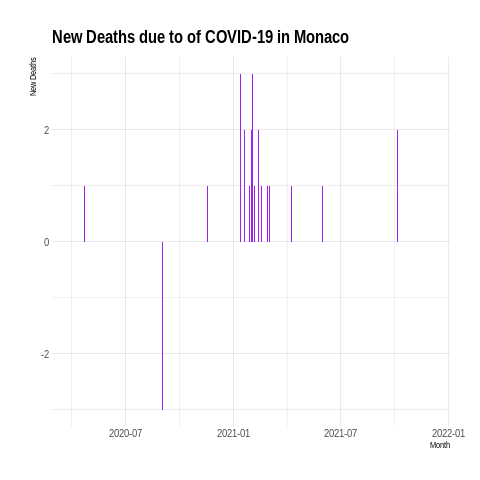 New Deaths due to of COVID-19 in Monaco
New Deaths
2
0
-2
2020-07
2021-01
2021-07
2022-01
Month